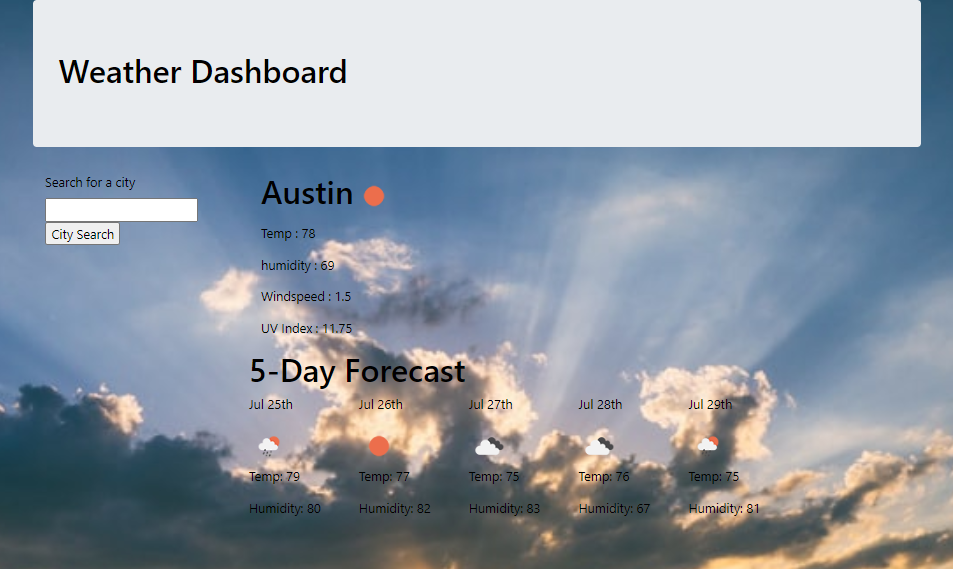 Weather Dashboard
Search for a city
City Search
Austin
Temp : 78
humidity : 69
Windspeed : 1.5
UV Index : 11.75
5-Day Forecast
Jul 25th Jul 26th Jul 27th Jul 28th Jul 29th
Temp: 79 Temp: 77 Temp: 75 Temp: 76 Temp: 75
Humidity: 80 Humidity: 82 Humidity: 83 Humidity: 67 Humidity: 81